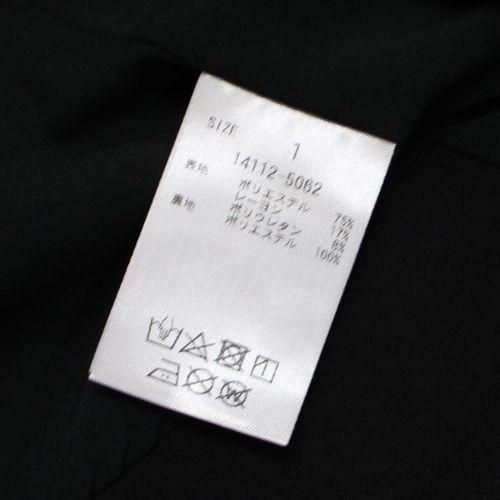 SIZE 1
14112-5062
表地 ポリエステル 75%
レーヨン 17%
ポリウレタン 8%
裏地 ポリエステル 100%